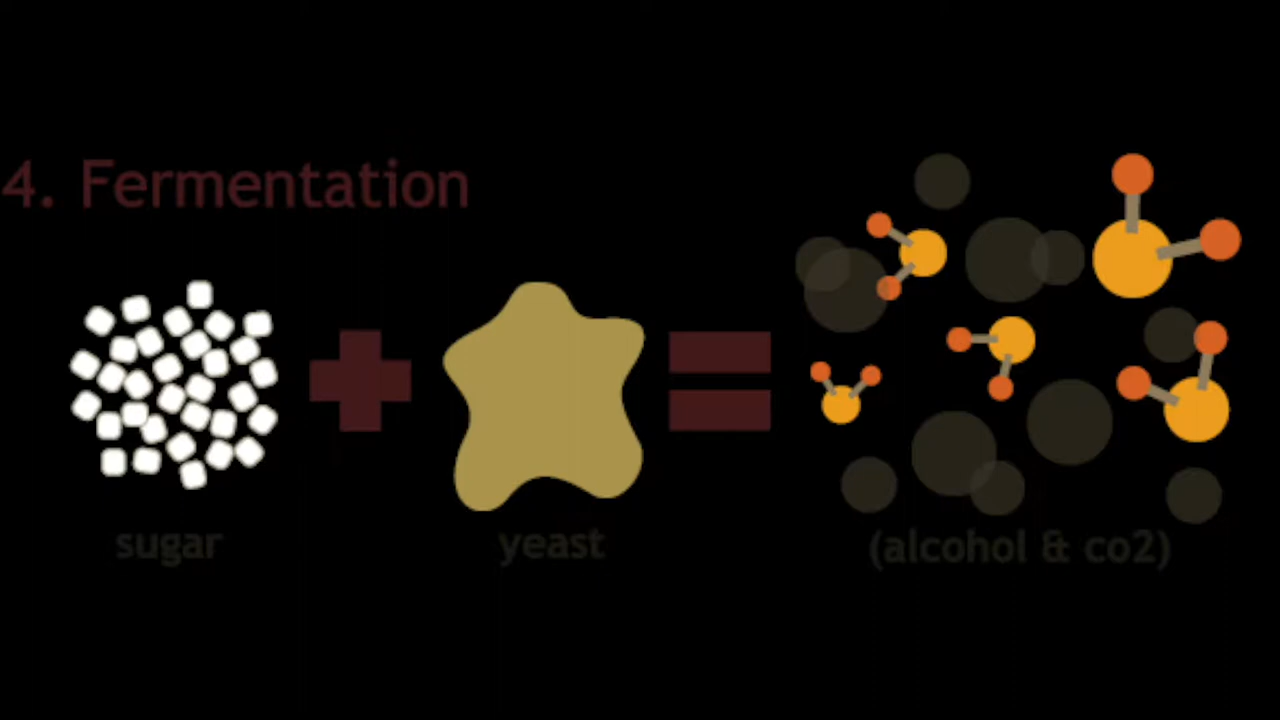 4. Fermentation
sugar
yeast
(alcohol & co2)